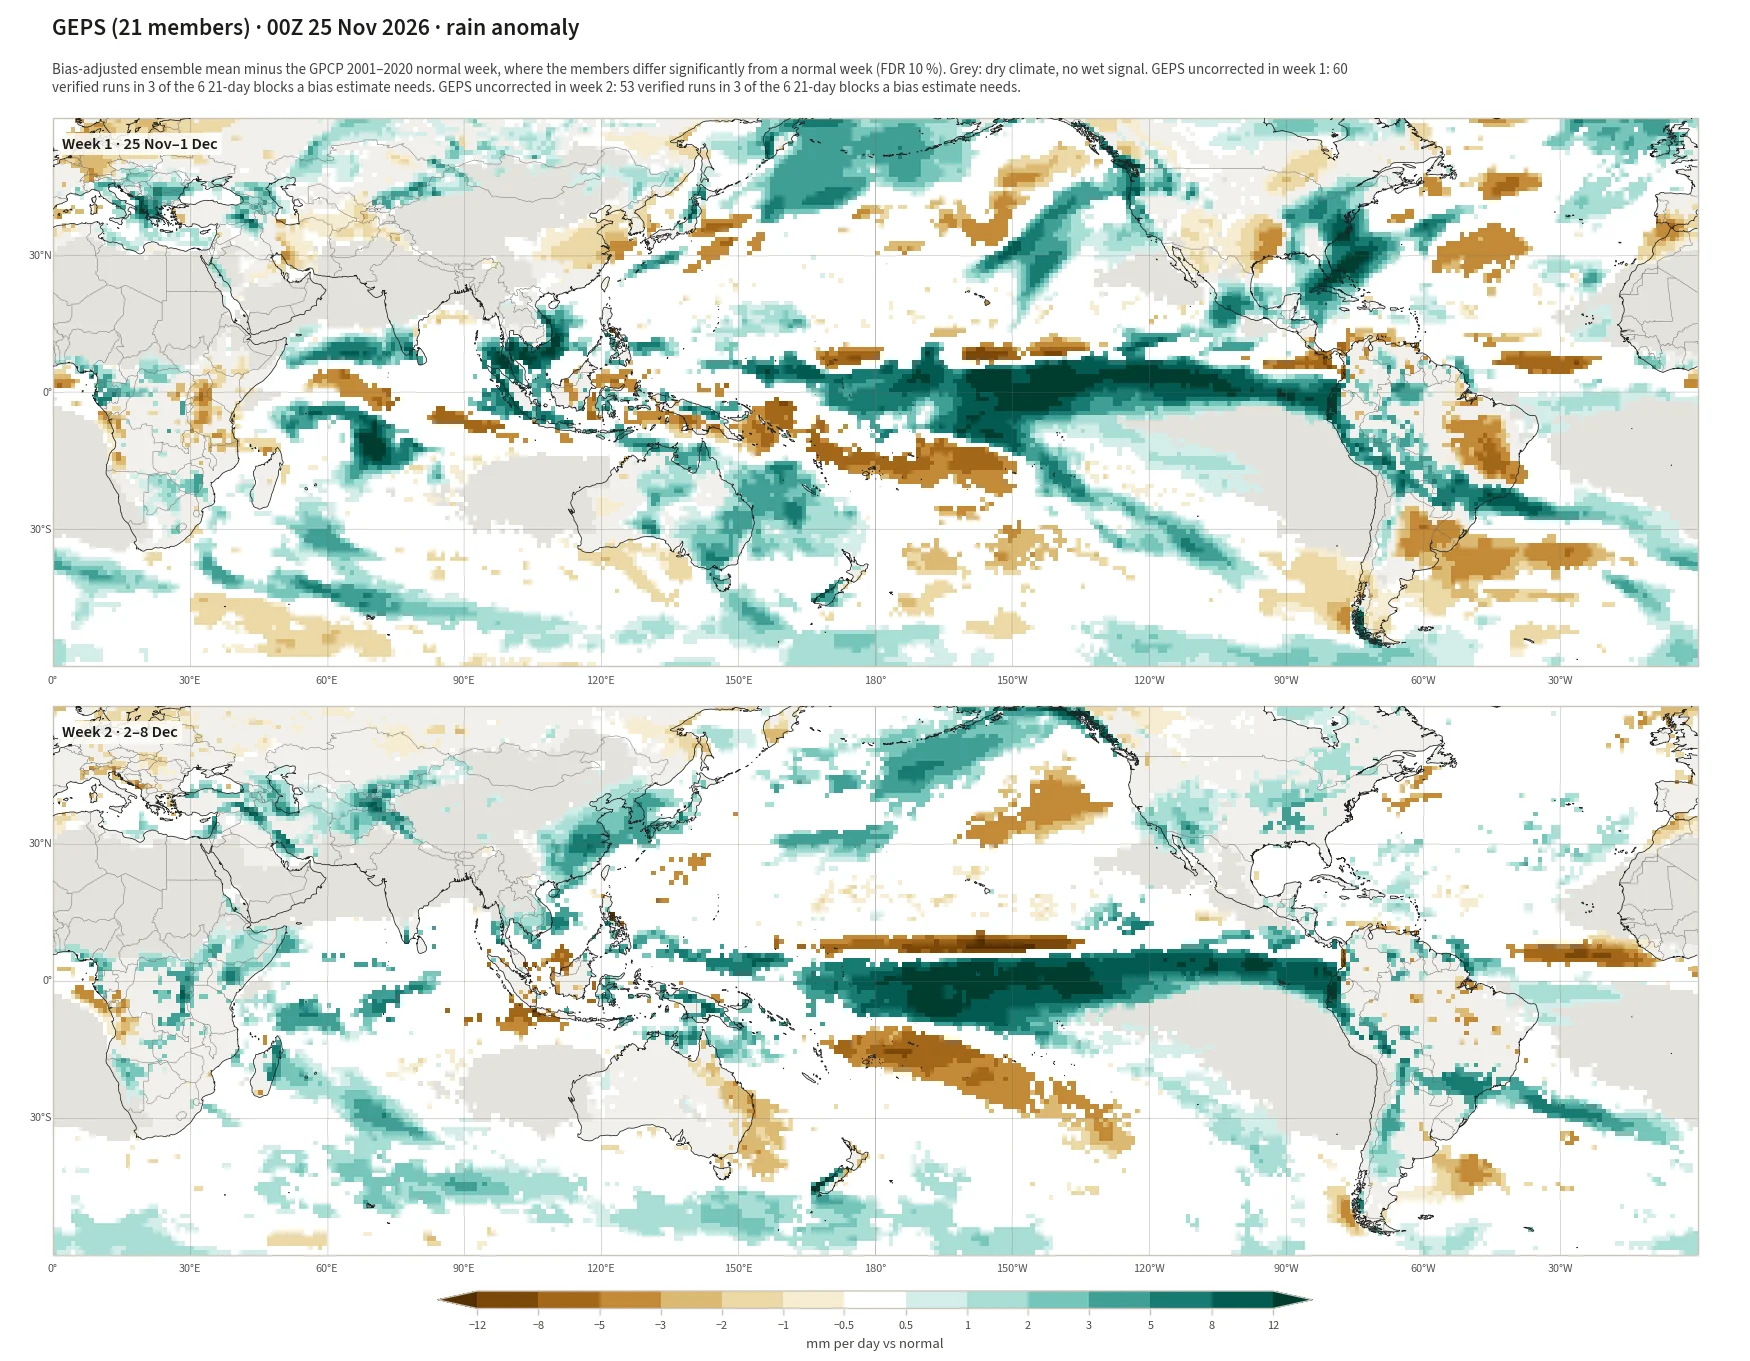 GEPS (21 members) · 00Z 25 Nov 2026 · rain anomaly
Bias-adjusted ensemble mean minus the GPCP 2001–2020 normal week, where the members differ significantly from a normal week (FDR 10 %). Grey: dry climate, no wet signal. GEPS uncorrected in week 1: 60
verified runs in 3 of the 6 21-day blocks a bias estimate needs. GEPS uncorrected in week 2: 53 verified runs in 3 of the 6 21-day blocks a bias estimate needs.
Week 1 · 25 Nov–1 Dec
30°N
0°
30°S
0° 30°E 60°E 90°E 120°E 150°E 180° 150°W 120°W 90°W 60°W 30°W
Week 2 · 2–8 Dec
30°N
0°
30°S
0° 30°E 60°E 90°E 120°E 150°E 180° 150°W 120°W 90°W 60°W 30°W
−12 −8 −5 −3 −2 −1 −0.5 0.5 1 2 3 5 8 12
mm per day vs normal